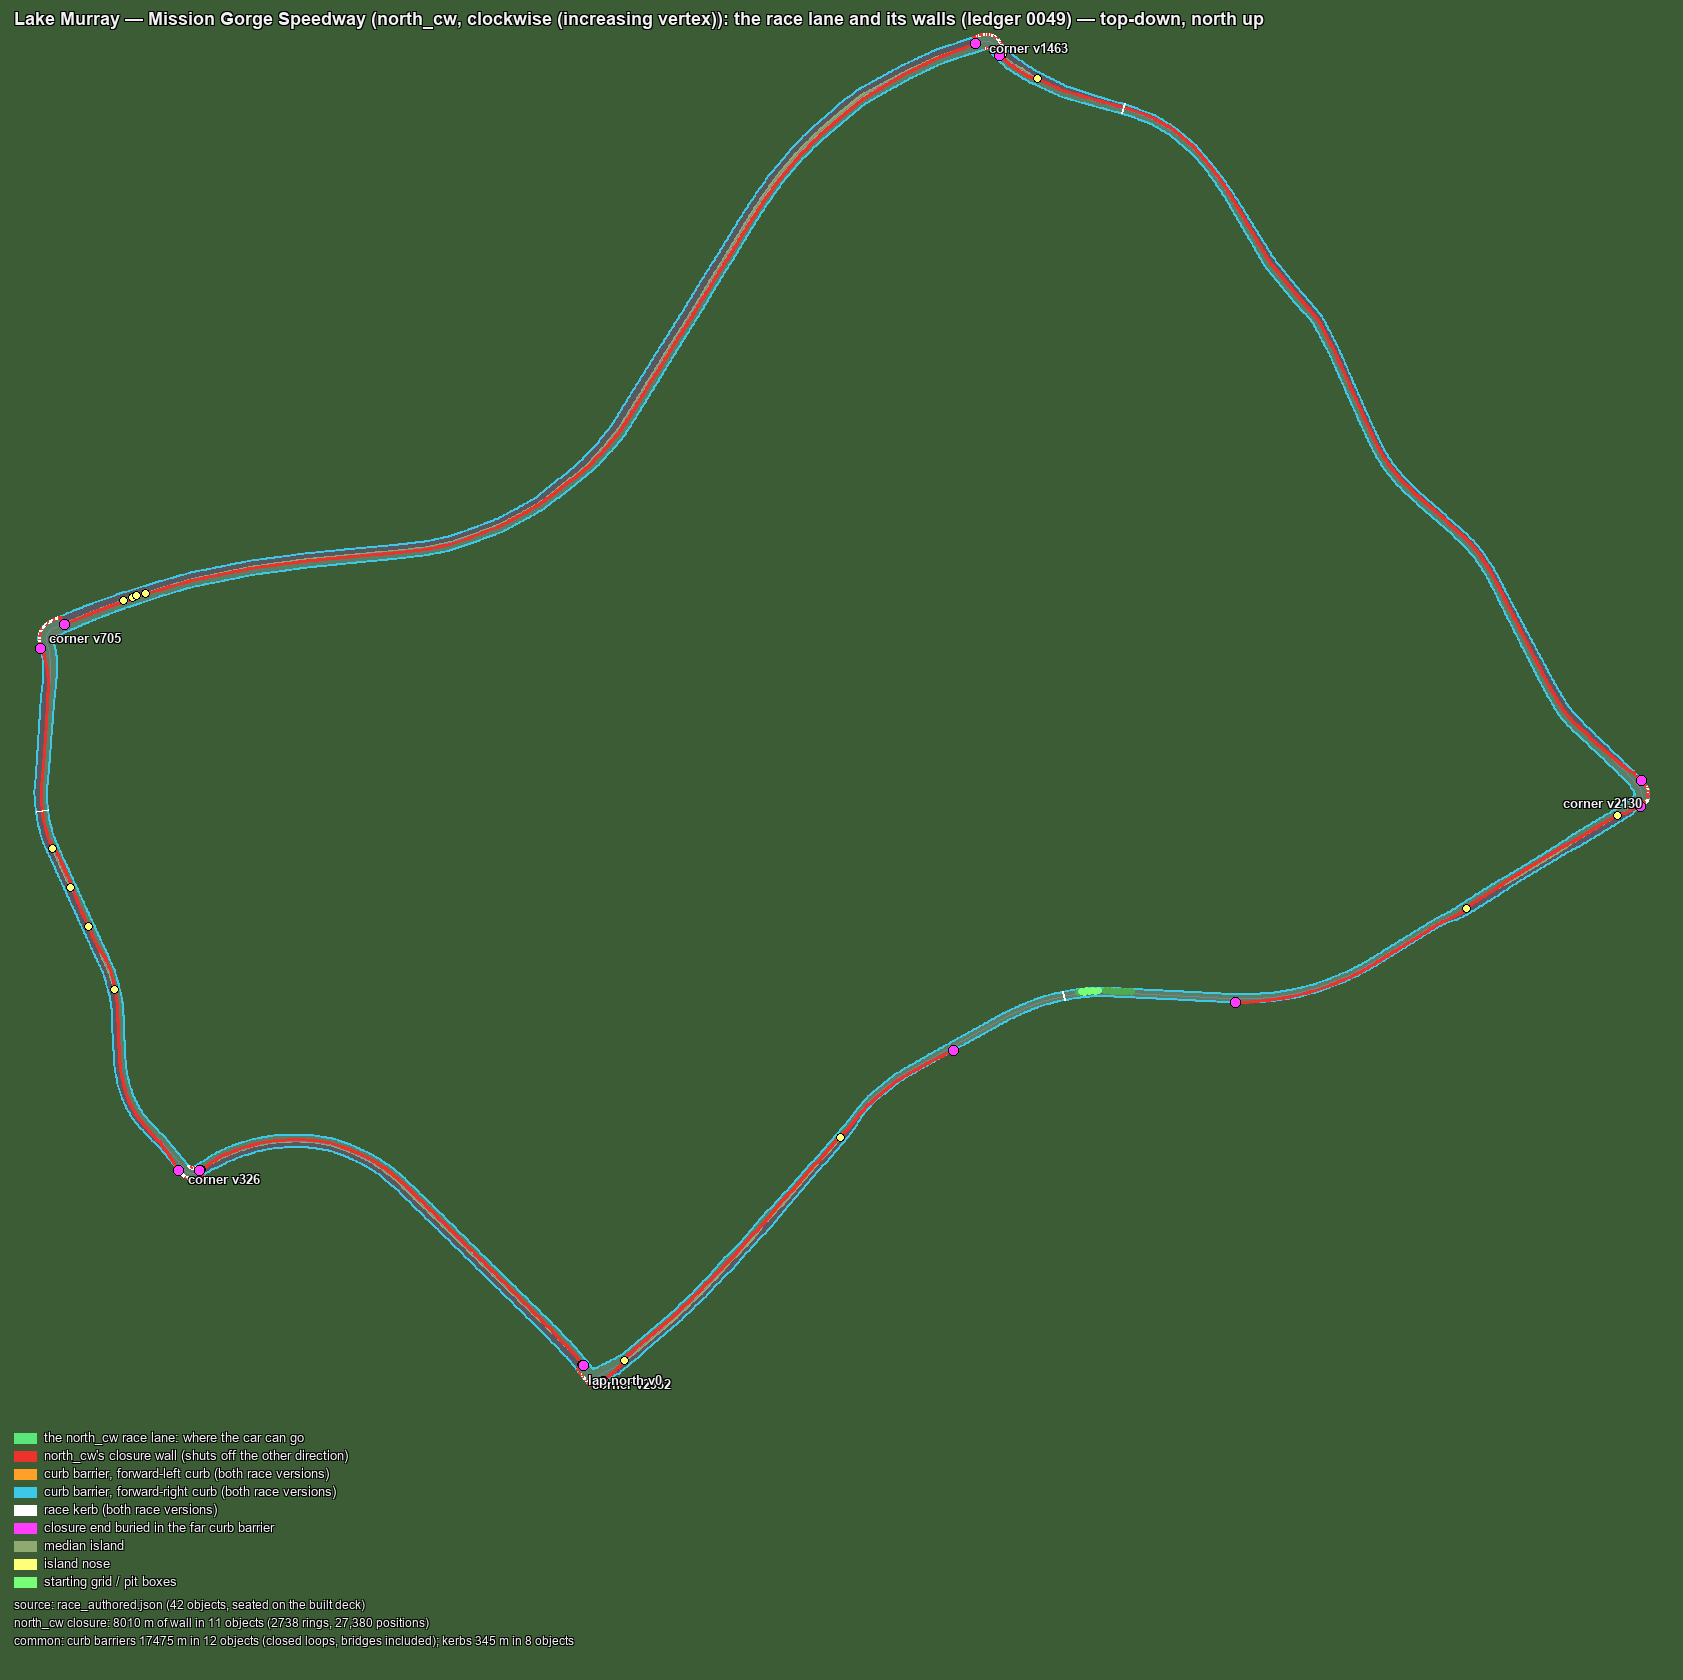 Lake Murray — Mission Gorge Speedway (north_cw, clockwise (increasing vertex)): the race lane and its walls (ledger 0049) — top-down, north up
corner v1463
corner v705
corner v2130
corner v326
lap north v0
the north_cw race lane: where the car can go
north_cw's closure wall (shuts off the other direction)
curb barrier, forward-left curb (both race versions)
curb barrier, forward-right curb (both race versions)
race kerb (both race versions)
closure end buried in the far curb barrier
median island
island nose
starting grid / pit boxes
source: race_authored.json (42 objects, seated on the built deck)
north_cw closure: 8010 m of wall in 11 objects (2738 rings, 27,380 positions)
common: curb barriers 17475 m in 12 objects (closed loops, bridges included); kerbs 345 m in 8 objects